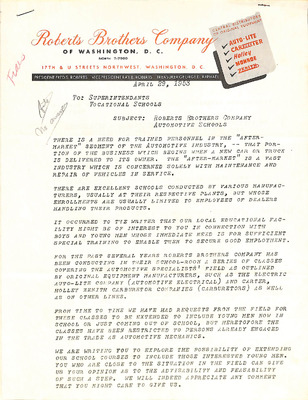 Roberts Brothers Company
OF WASHINGTON, D. C.
17TH & U STREETS NORTHWEST, WASHINGTON, D. C.
AUTO-LITE
CARTER
Holley
MONROE
ZENITH
APRIL 29, 1953
TO: SUPERINTENDANTS
VOCATIONAL SCHOOLS
SUBJECT: ROBERTS BROTHERS COMPANY
AUTOMOTIVE SCHOOLS
THERE IS A NEED FOR TRAINED PERSONNEL IN THE "AFTER-
MARKET" SEGMENT OF THE AUTOMOTIVE INDUSTRY, -- THAT POR-
TION OF THE BUSINESS WHICH BEGINS WHEN A NEW CAR OR TRUCK
IS DELIVERED TO ITS OWNER. THE "AFTER-MARKET" IS A VAST
INDUSTRY WHICH IS CONCERNED SOLELY WITH MAINTENANCE AND
REPAIR OF VEHICLES IN SERVICE.
THERE ARE EXCELLENT SCHOOLS CONDUCTED BY VARIOUS MANUFAC-
TURERS, USUALLY AT THEIR RESPECTIVE PLANTS, BUT WHOSE
ENROLLMENTS ARE USUALLY LIMITED TO EMPLOYEES OF DEALERS
HANDLING THEIR PRODUCTS.
IT OCCURRED TO THE WRITER THAT OUR LOCAL EDUCATIONAL FAC-
ILITY MIGHT BE OF INTEREST TO YOU IN CONNECTION WITH
BOYS AND YOUNG MEN WHOSE IMMEDIATE NEED IS FOR SUFFICIENT
SPECIAL TRAINING TO ENABLE THEM TO SECURE GOOD EMPLOYMENT.
FOR THE PAST SEVERAL YEARS ROBERTS BROTHERS COMPANY HAS
BEEN CONDUCTING IN THEIR SCHOOL-ROOM A SERIES OF CLASSES
COVERING THE AUTOMOTIVE SPECIALISTS' FIELD AS OUTLINED
BY ORIGINAL EQUIPMENT MANUFACTURERS, SUCH AS THE ELECTRIC
AUTO-LITE COMPANY (AUTOMOTIVE ELECTRICAL) AND CARTER,
HOLLEY ZENITH CARBURETOR COMPANIES (CARBURETORS) AS WELL
AS ON OTHER LINES.
FROM TIME TO TIME WE HAVE HAD REQUESTS FROM THE FIELD FOR
THESE CLASSES TO BE EXTENDED TO INCLUDE YOUNG MEN NOW IN
SCHOOL OR JUST COMING OUT OF SCHOOL, BUT HERETOFORE THE
CLASSES HAVE BEEN RESTRICTED TO PERSONS ALREADY ENGAGED
IN THE TRADE AS AUTOMOTIVE MECHANICS.
WE ARE WRITING YOU TO EXPLORE THE POSSIBILITY OF EXTENDING
OUR SCHOOL COURSES TO INCLUDE THOSE INTERESTED YOUNG MEN.
YOU WHO ARE CLOSE TO THE SITUATION IN THE FIELD CAN GIVE
US YOUR OPINION AS TO THE ADVISABILITY AND FEASIBILITY
OF SUCH A STEP. WE WILL INDEED APPRECIATE ANY COMMENT
THAT YOU MIGHT CARE TO GIVE US.